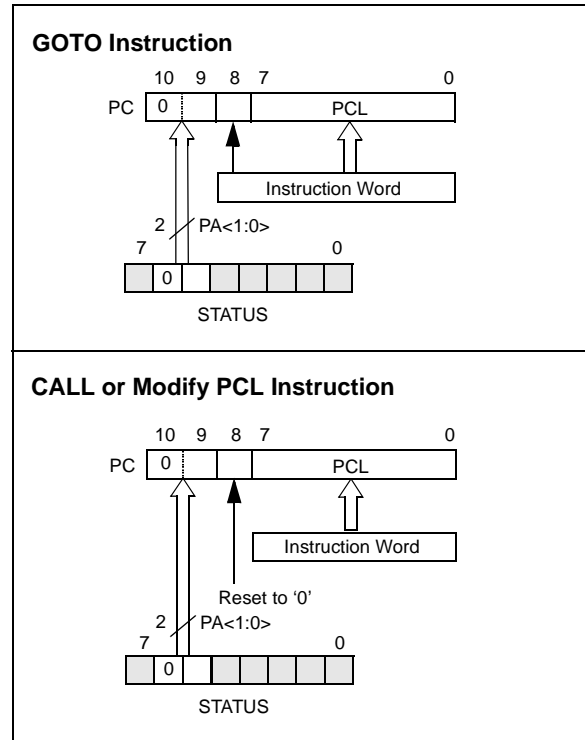 GOTO Instruction
10 9 8 7 0
PC 0 PCL
Instruction Word
2 PA<1:0>
7 0
0
STATUS
CALL or Modify PCL Instruction
10 9 8 7 0
PC 0 PCL
Instruction Word
Reset to ‘0’
2 PA<1:0>
7 0
0
STATUS